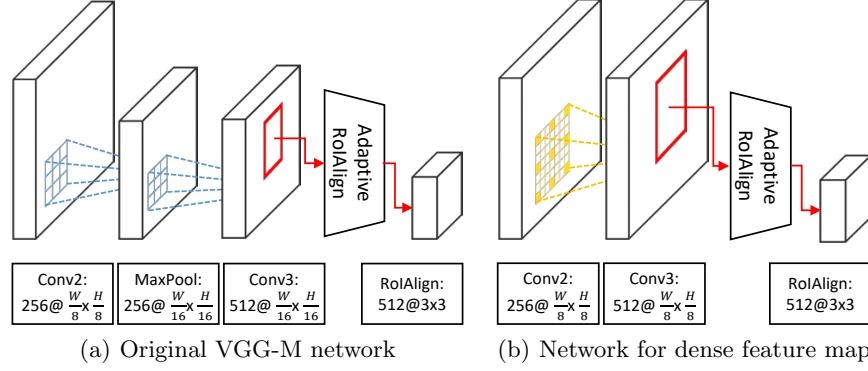 Adaptive
RoIAlign
Adaptive
RoIAlign
Conv2:
256@ W/8 x H/8
MaxPool:
256@ W/16 x H/16
Conv3:
512@ W/16 x H/16
RoIAlign:
512@3x3
Conv2:
256@ W/8 x H/8
Conv3:
512@ W/8 x H/8
RoIAlign:
512@3x3
(a) Original VGG-M network
(b) Network for dense feature map